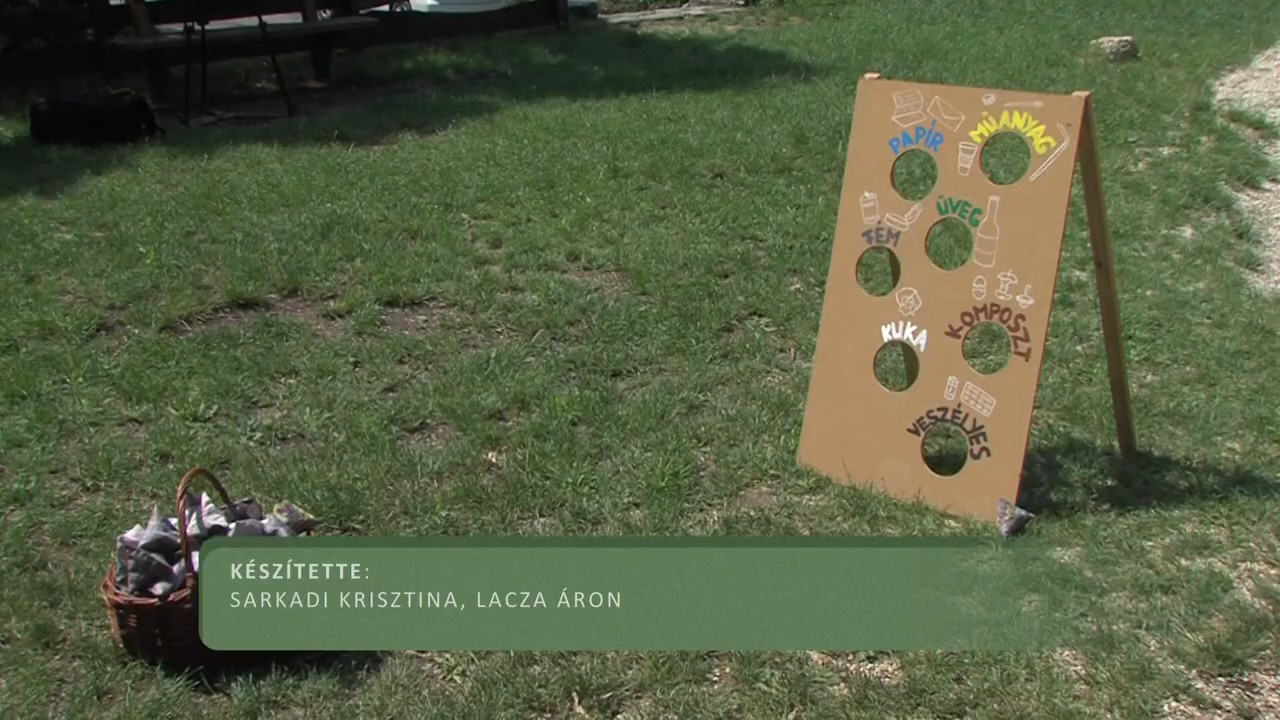 PAPÍR
MŰANYAG
ÜVEG
FÉM
KUKA
KOMPOSZT
VESZÉLYES
KÉSZÍTETTE:
SARKADI KRISZTINA, LACZA ÁRON